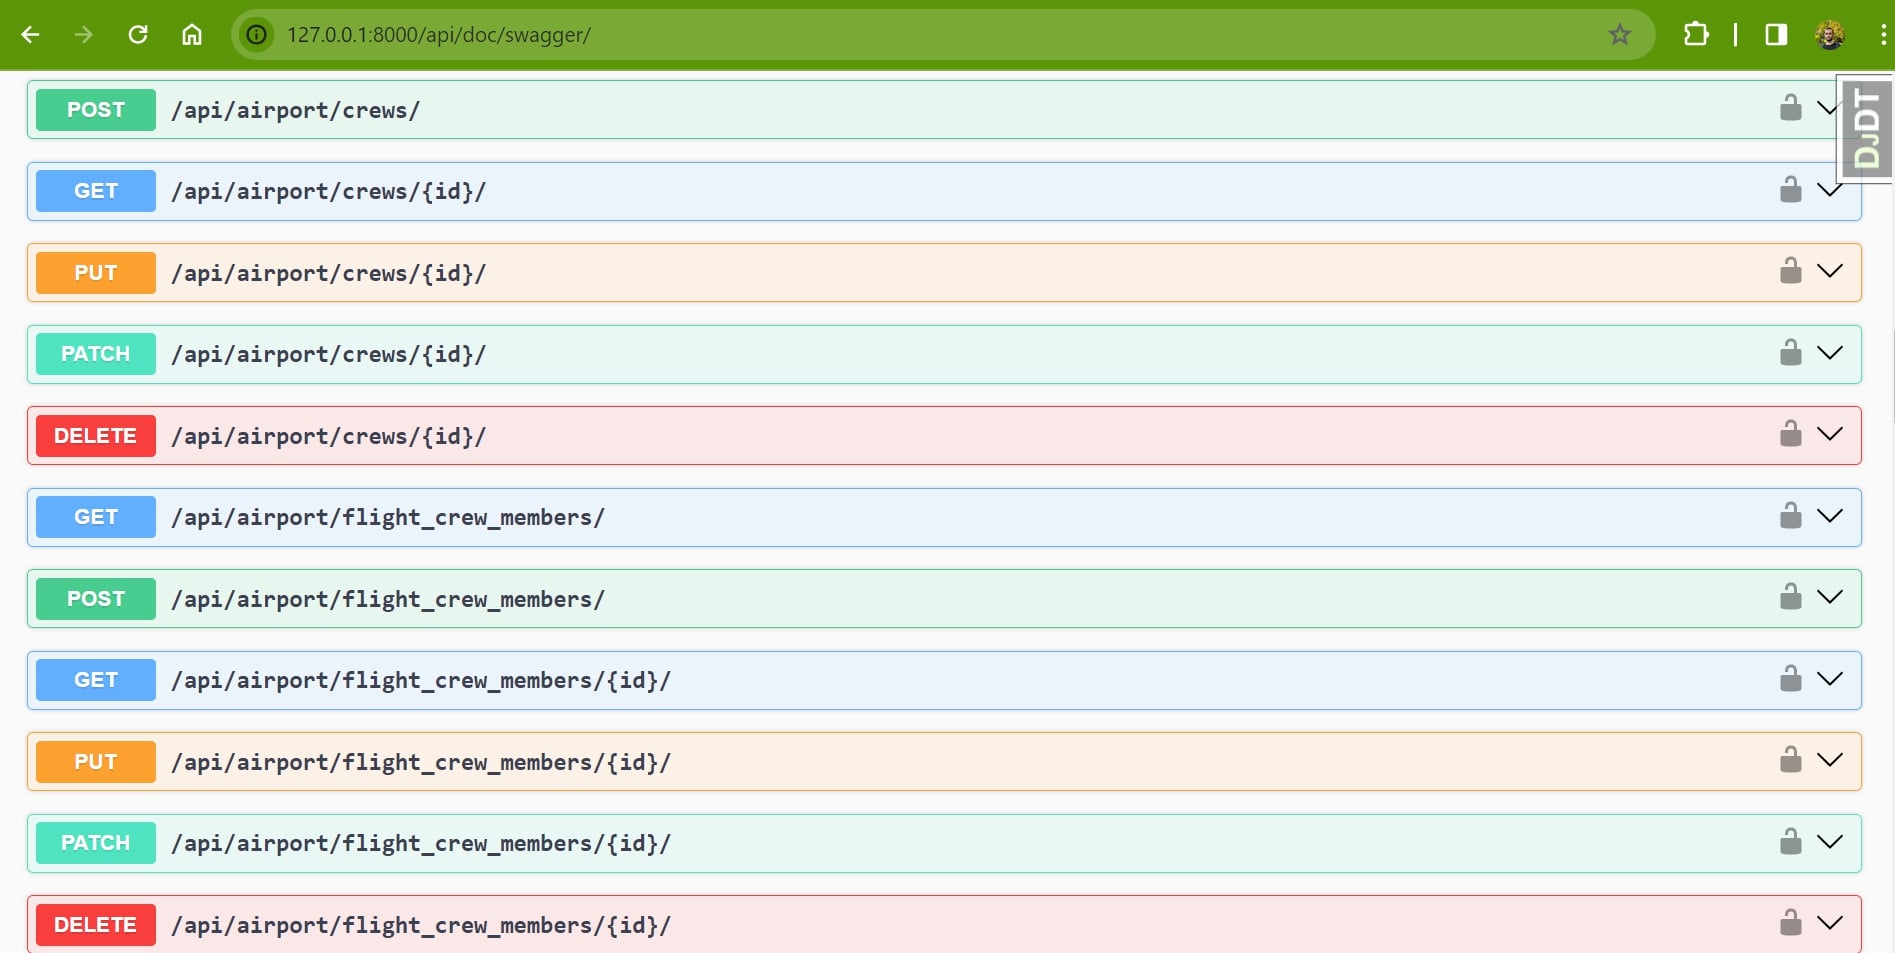 127.0.0.1:8000/api/doc/swagger/
DJDT
POST /api/airport/crews/
GET /api/airport/crews/{id}/
PUT /api/airport/crews/{id}/
PATCH /api/airport/crews/{id}/
DELETE /api/airport/crews/{id}/
GET /api/airport/flight_crew_members/
POST /api/airport/flight_crew_members/
GET /api/airport/flight_crew_members/{id}/
PUT /api/airport/flight_crew_members/{id}/
PATCH /api/airport/flight_crew_members/{id}/
DELETE /api/airport/flight_crew_members/{id}/